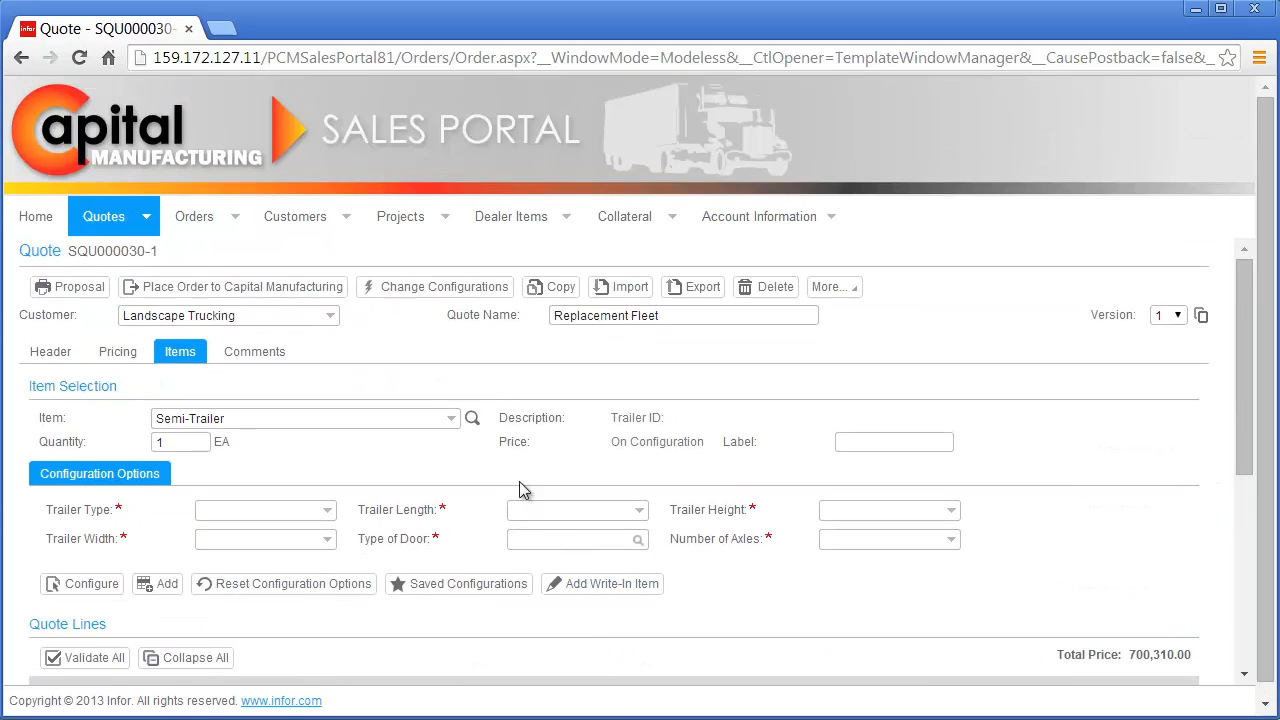 infor Quote - SQU000030- ×
159.172.127.11/PCMSalesPortal81/Orders/Order.aspx?__WindowMode=Modeless&__CtlOpener=TemplateWindowManager&__CausePostback=false&_
Capital MANUFACTURING SALES PORTAL
Home Quotes Orders Customers Projects Dealer Items Collateral Account Information
Quote SQU000030-1
Proposal Place Order to Capital Manufacturing Change Configurations Copy Import Export Delete More...
Customer: Landscape Trucking Quote Name: Replacement Fleet Version: 1
Header Pricing Items Comments
Item Selection
Item: Semi-Trailer Description: Trailer ID:
Quantity: 1 EA Price: On Configuration Label:
Configuration Options
Trailer Type:* Trailer Length:* Trailer Height:*
Trailer Width:* Type of Door:* Number of Axles:*
Configure Add Reset Configuration Options Saved Configurations Add Write-In Item
Quote Lines
Validate All Collapse All Total Price: 700,310.00
Copyright © 2013 Infor. All rights reserved. www.infor.com